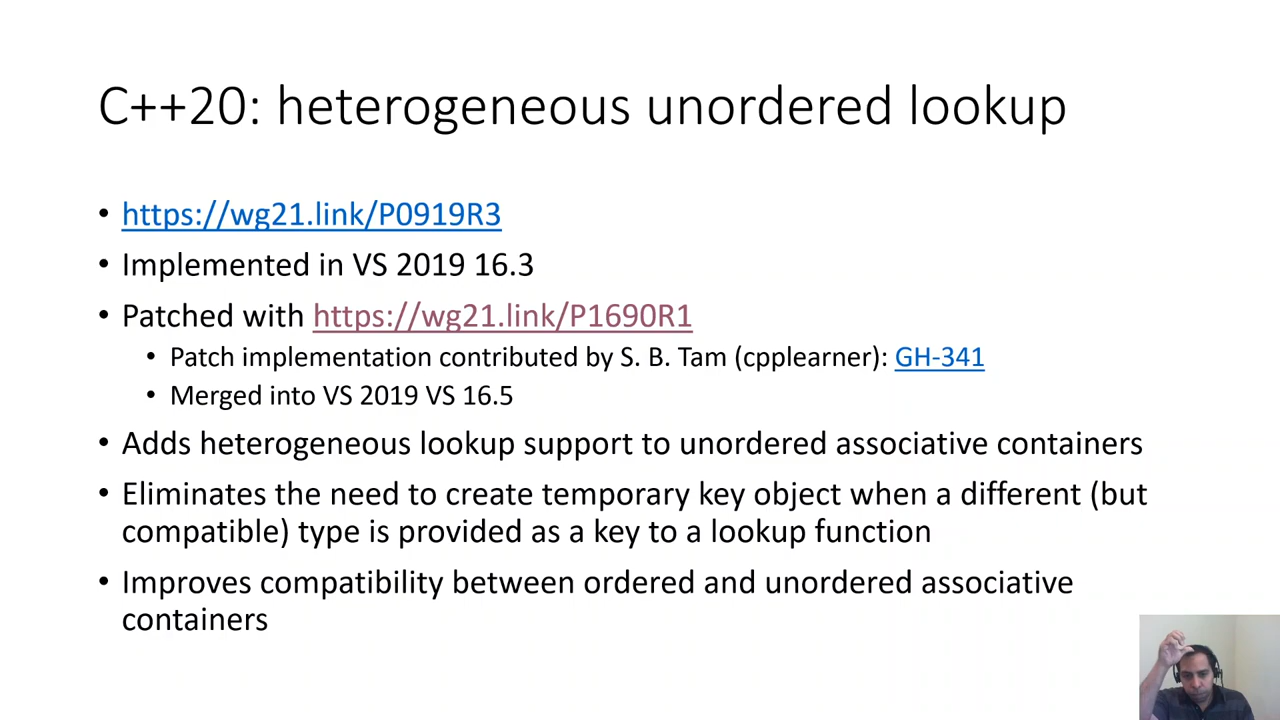 C++20: heterogeneous unordered lookup
• https://wg21.link/P0919R3
• Implemented in VS 2019 16.3
• Patched with https://wg21.link/P1690R1
• Patch implementation contributed by S. B. Tam (cpplearner): GH-341
• Merged into VS 2019 VS 16.5
• Adds heterogeneous lookup support to unordered associative containers
• Eliminates the need to create temporary key object when a different (but
compatible) type is provided as a key to a lookup function
• Improves compatibility between ordered and unordered associative
containers